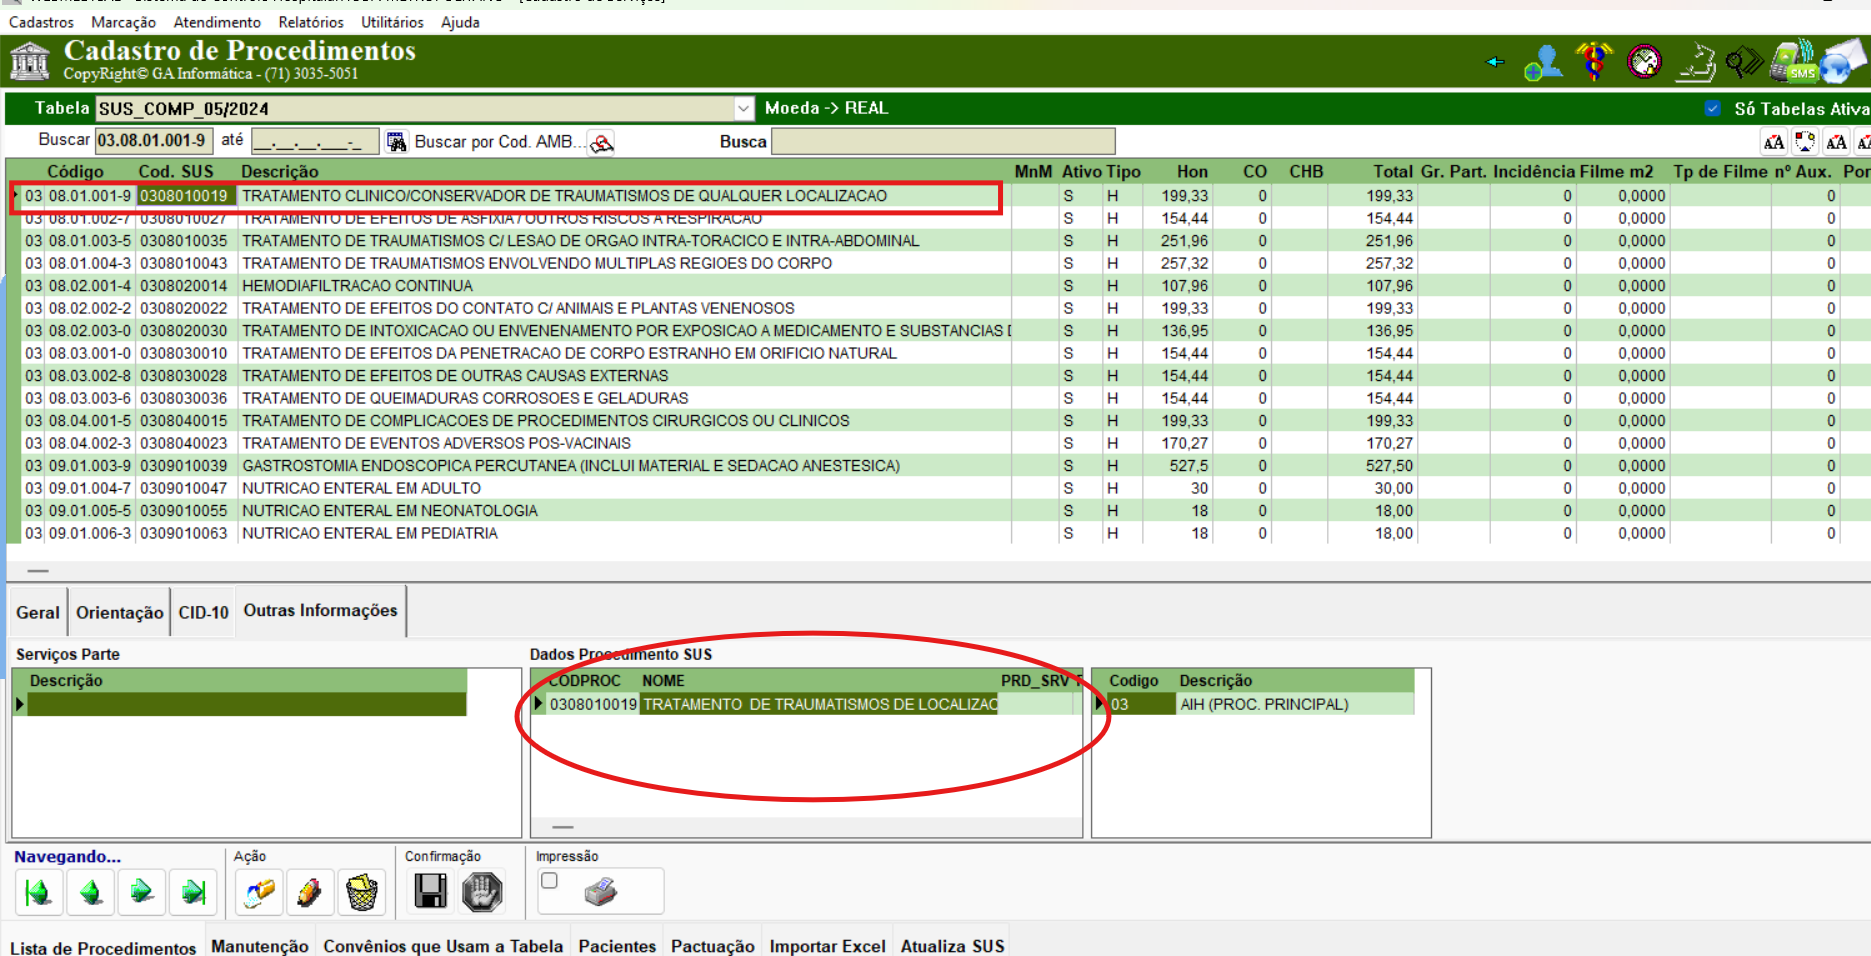 Cadastros Marcação Atendimento Relatórios Utilitários Ajuda
Cadastro de Procedimentos
CopyRight© GA Informática - (71) 3035-5051
SMS
Tabela SUS_COMP_05/2024 Moeda -> REAL Só Tabelas Ativa
Buscar 03.08.01.001-9 até __.__.__.___-_ Buscar por Cod. AMB... Busca
Código Cod. SUS Descrição MnM Ativo Tipo Hon CO CHB Total Gr. Part. Incidência Filme m2 Tp de Filme nº Aux. Por
03 08.01.001-9 0308010019 TRATAMENTO CLINICO/CONSERVADOR DE TRAUMATISMOS DE QUALQUER LOCALIZACAO S H 199,33 0 199,33 0 0,0000 0
03 08.01.002-7 0308010027 TRATAMENTO DE EFEITOS DE ASFIXIA / OUTROS RISCOS A RESPIRACAO S H 154,44 0 154,44 0 0,0000 0
03 08.01.003-5 0308010035 TRATAMENTO DE TRAUMATISMOS C/ LESAO DE ORGAO INTRA-TORACICO E INTRA-ABDOMINAL S H 251,96 0 251,96 0 0,0000 0
03 08.01.004-3 0308010043 TRATAMENTO DE TRAUMATISMOS ENVOLVENDO MULTIPLAS REGIOES DO CORPO S H 257,32 0 257,32 0 0,0000 0
03 08.02.001-4 0308020014 HEMODIAFILTRACAO CONTINUA S H 107,96 0 107,96 0 0,0000 0
03 08.02.002-2 0308020022 TRATAMENTO DE EFEITOS DO CONTATO C/ ANIMAIS E PLANTAS VENENOSOS S H 199,33 0 199,33 0 0,0000 0
03 08.02.003-0 0308020030 TRATAMENTO DE INTOXICACAO OU ENVENENAMENTO POR EXPOSICAO A MEDICAMENTO E SUBSTANCIAS S H 136,95 0 136,95 0 0,0000 0
03 08.03.001-0 0308030010 TRATAMENTO DE EFEITOS DA PENETRACAO DE CORPO ESTRANHO EM ORIFICIO NATURAL S H 154,44 0 154,44 0 0,0000 0
03 08.03.002-8 0308030028 TRATAMENTO DE EFEITOS DE OUTRAS CAUSAS EXTERNAS S H 154,44 0 154,44 0 0,0000 0
03 08.03.003-6 0308030036 TRATAMENTO DE QUEIMADURAS CORROSOES E GELADURAS S H 154,44 0 154,44 0 0,0000 0
03 08.04.001-5 0308040015 TRATAMENTO DE COMPLICACOES DE PROCEDIMENTOS CIRURGICOS OU CLINICOS S H 199,33 0 199,33 0 0,0000 0
03 08.04.002-3 0308040023 TRATAMENTO DE EVENTOS ADVERSOS POS-VACINAIS S H 170,27 0 170,27 0 0,0000 0
03 09.01.003-9 0309010039 GASTROSTOMIA ENDOSCOPICA PERCUTANEA (INCLUI MATERIAL E SEDACAO ANESTESICA) S H 527,5 0 527,50 0 0,0000 0
03 09.01.004-7 0309010047 NUTRICAO ENTERAL EM ADULTO S H 30 0 30,00 0 0,0000 0
03 09.01.005-5 0309010055 NUTRICAO ENTERAL EM NEONATOLOGIA S H 18 0 18,00 0 0,0000 0
03 09.01.006-3 0309010063 NUTRICAO ENTERAL EM PEDIATRIA S H 18 0 18,00 0 0,0000 0
Geral Orientação CID-10 Outras Informações
Serviços Parte Dados Procedimento SUS
Descrição CODPROC NOME PRD_SRV Codigo Descrição
0308010019 TRATAMENTO DE TRAUMATISMOS DE LOCALIZAC 03 AIH (PROC. PRINCIPAL)
Navegando... Ação Confirmação Impressão
Lista de Procedimentos Manutenção Convênios que Usam a Tabela Pacientes Pactuação Importar Excel Atualiza SUS